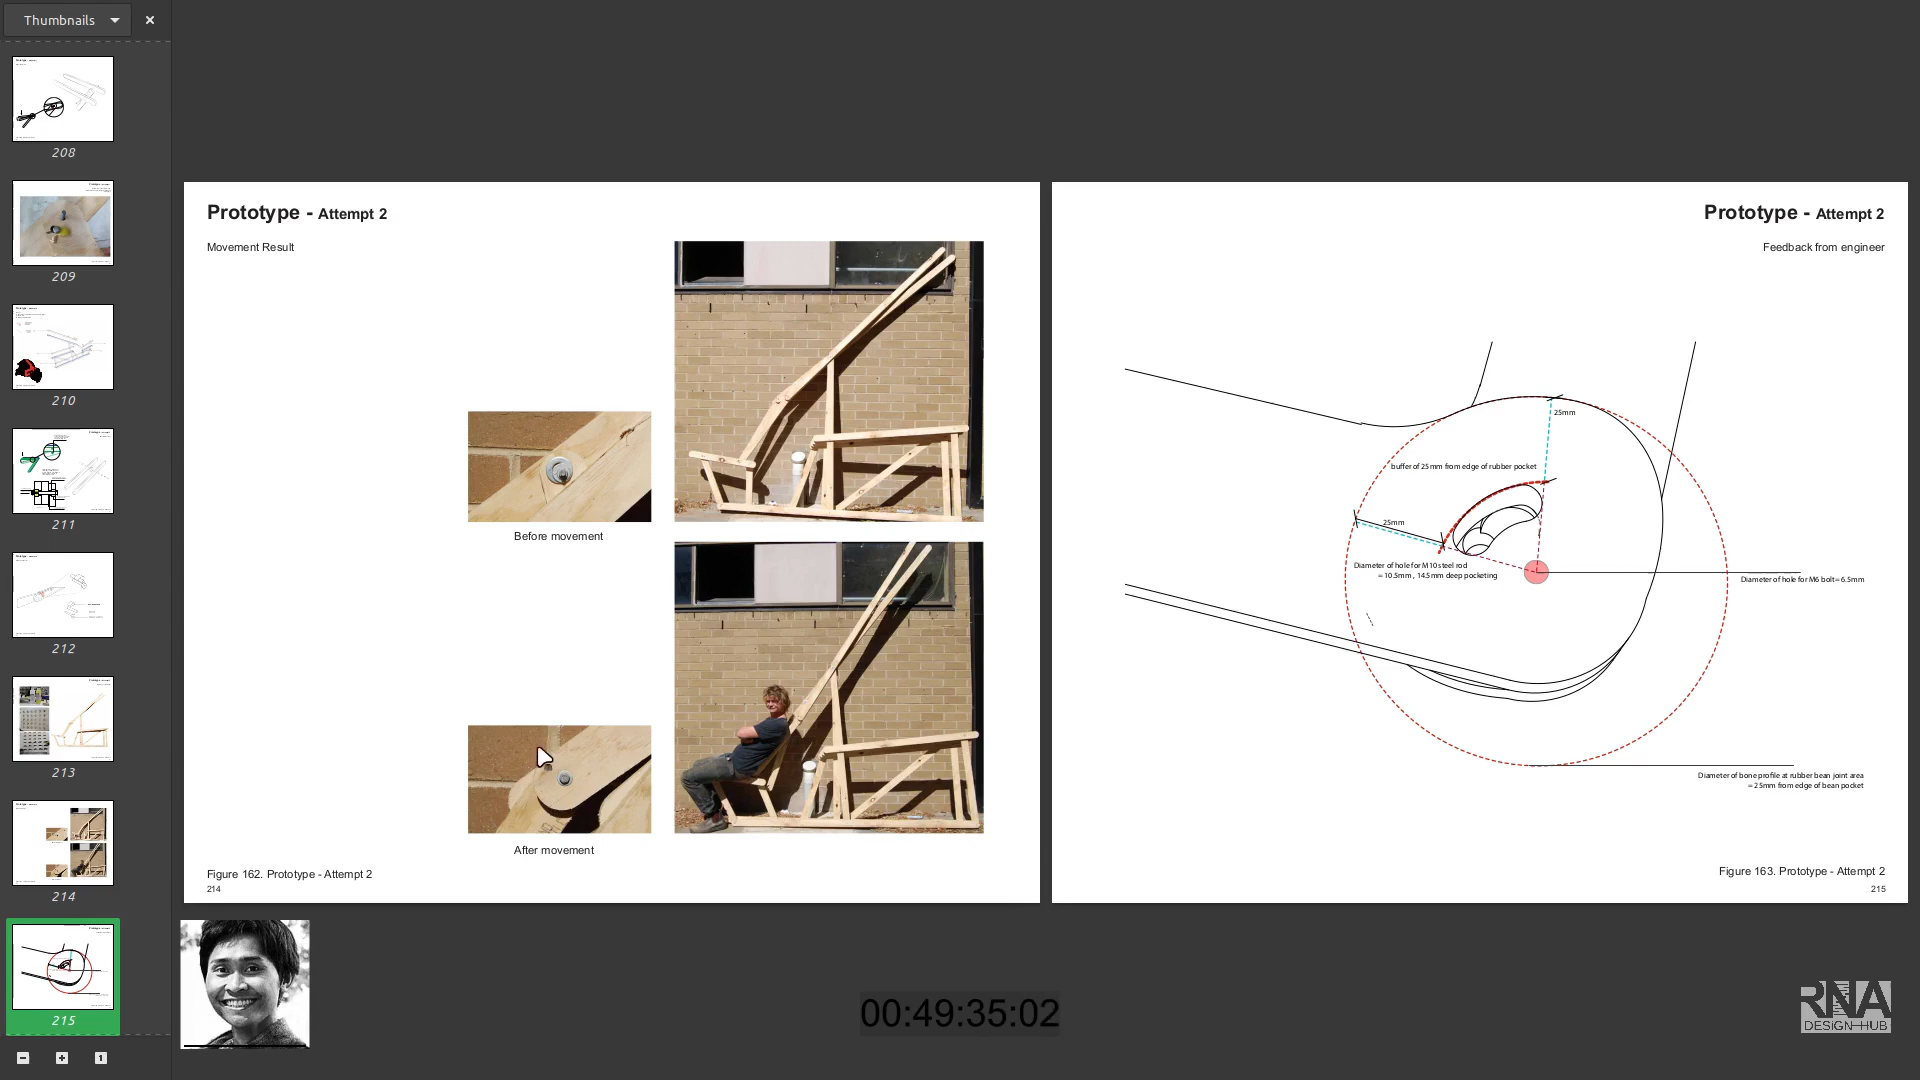 Thumbnails
208
209
210
211
212
213
214
215
Prototype - Attempt 2
Movement Result
Before movement
After movement
Figure 162. Prototype - Attempt 2
214
Prototype - Attempt 2
Feedback from engineer
25mm
buffer of 25mm from edge of rubber pocket
25mm
Diameter of hole for M10 steel rod
= 10.5mm, 14.5mm deep pocketing
Diameter of hole for M6 bolt= 6.5mm
Diameter of bone profile at rubber bean joint area
= 25mm from edge of bean pocket
Figure 163. Prototype - Attempt 2
215
00:49:35:02
RNA
DESIGN-HUB